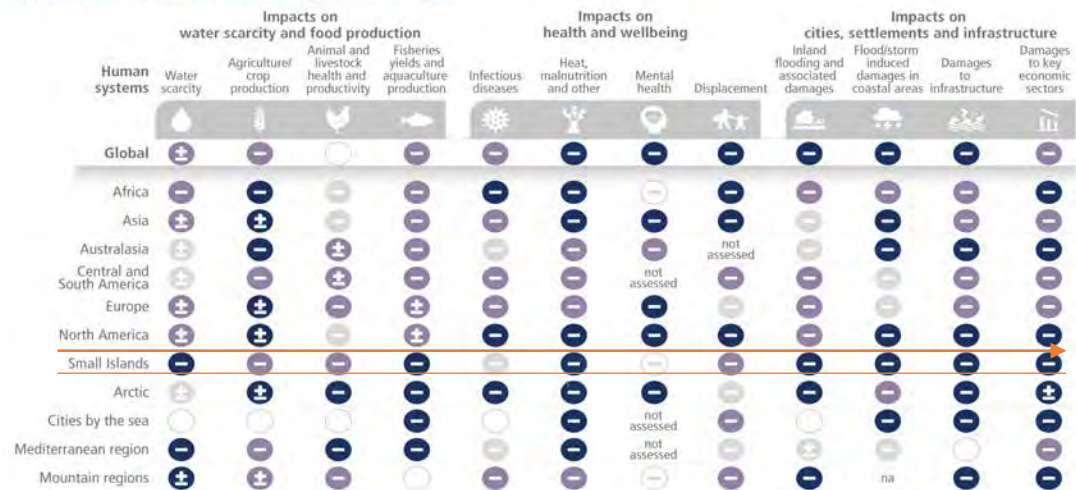 Impacts on
water scarcity and food production
Impacts on
health and wellbeing
Impacts on
cities, settlements and infrastructure
Human
systems
Water
scarcity
Agriculture/
crop
production
Animal and
livestock
health and
productivity
Fisheries
yields and
aquaculture
production
Infectious
diseases
Heat,
malnutrition
and other
Mental
health
Displacement
Inland
flooding and
associated
damages
Flood/storm
induced
damages in
coastal areas
Damages
to
infrastructure
Damages
to key
economic
sectors
Global
Africa
Asia
Australasia
not
assessed
Central and
South America
not
assessed
Europe
North America
Small Islands
Arctic
Cities by the sea
not
assessed
Mediterranean region
not
assessed
Mountain regions
na